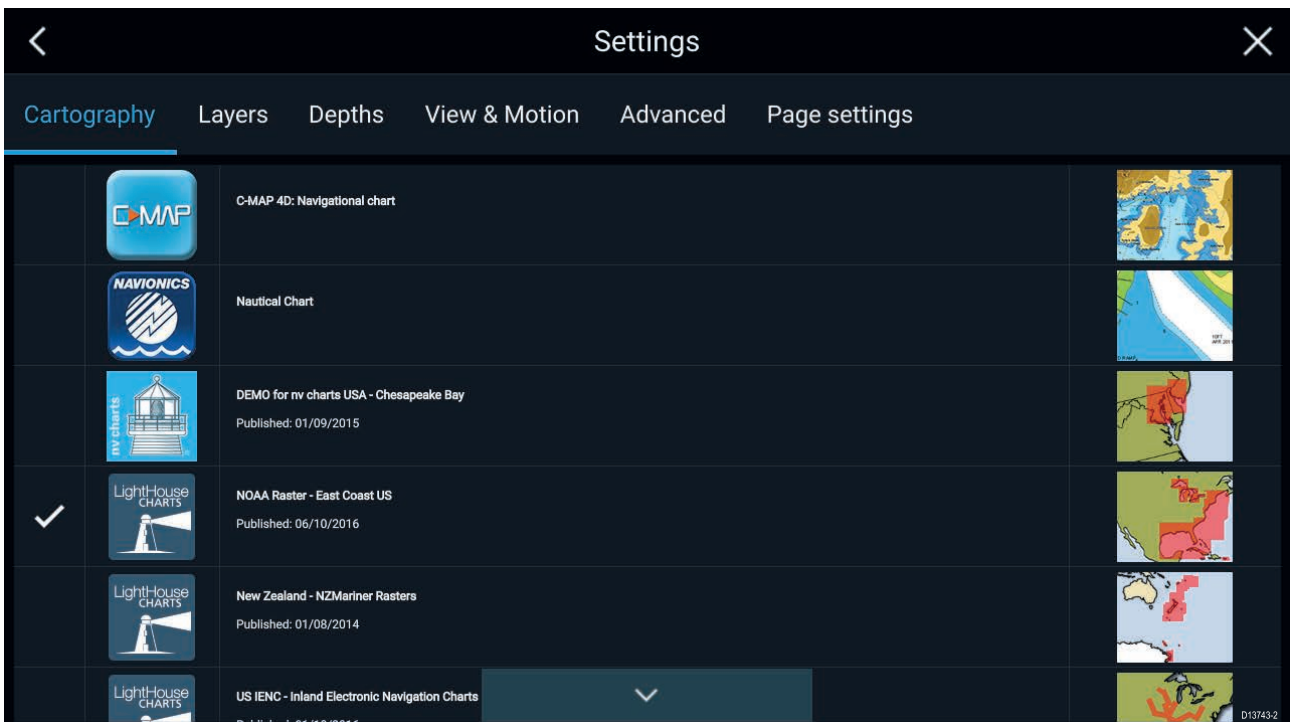 Settings
Cartography Layers Depths View & Motion Advanced Page settings
C-MAP
C-MAP 4D: Navigational chart
NAVIONICS
Nautical Chart
nv charts
DEMO for nv charts USA - Chesapeake Bay
Published: 01/09/2015
LightHouse
CHARTS
NOAA Raster - East Coast US
Published: 06/10/2016
LightHouse
CHARTS
New Zealand - NZMariner Rasters
Published: 01/08/2014
LightHouse
CHARTS
US IENC - Inland Electronic Navigation Charts
D13743-2